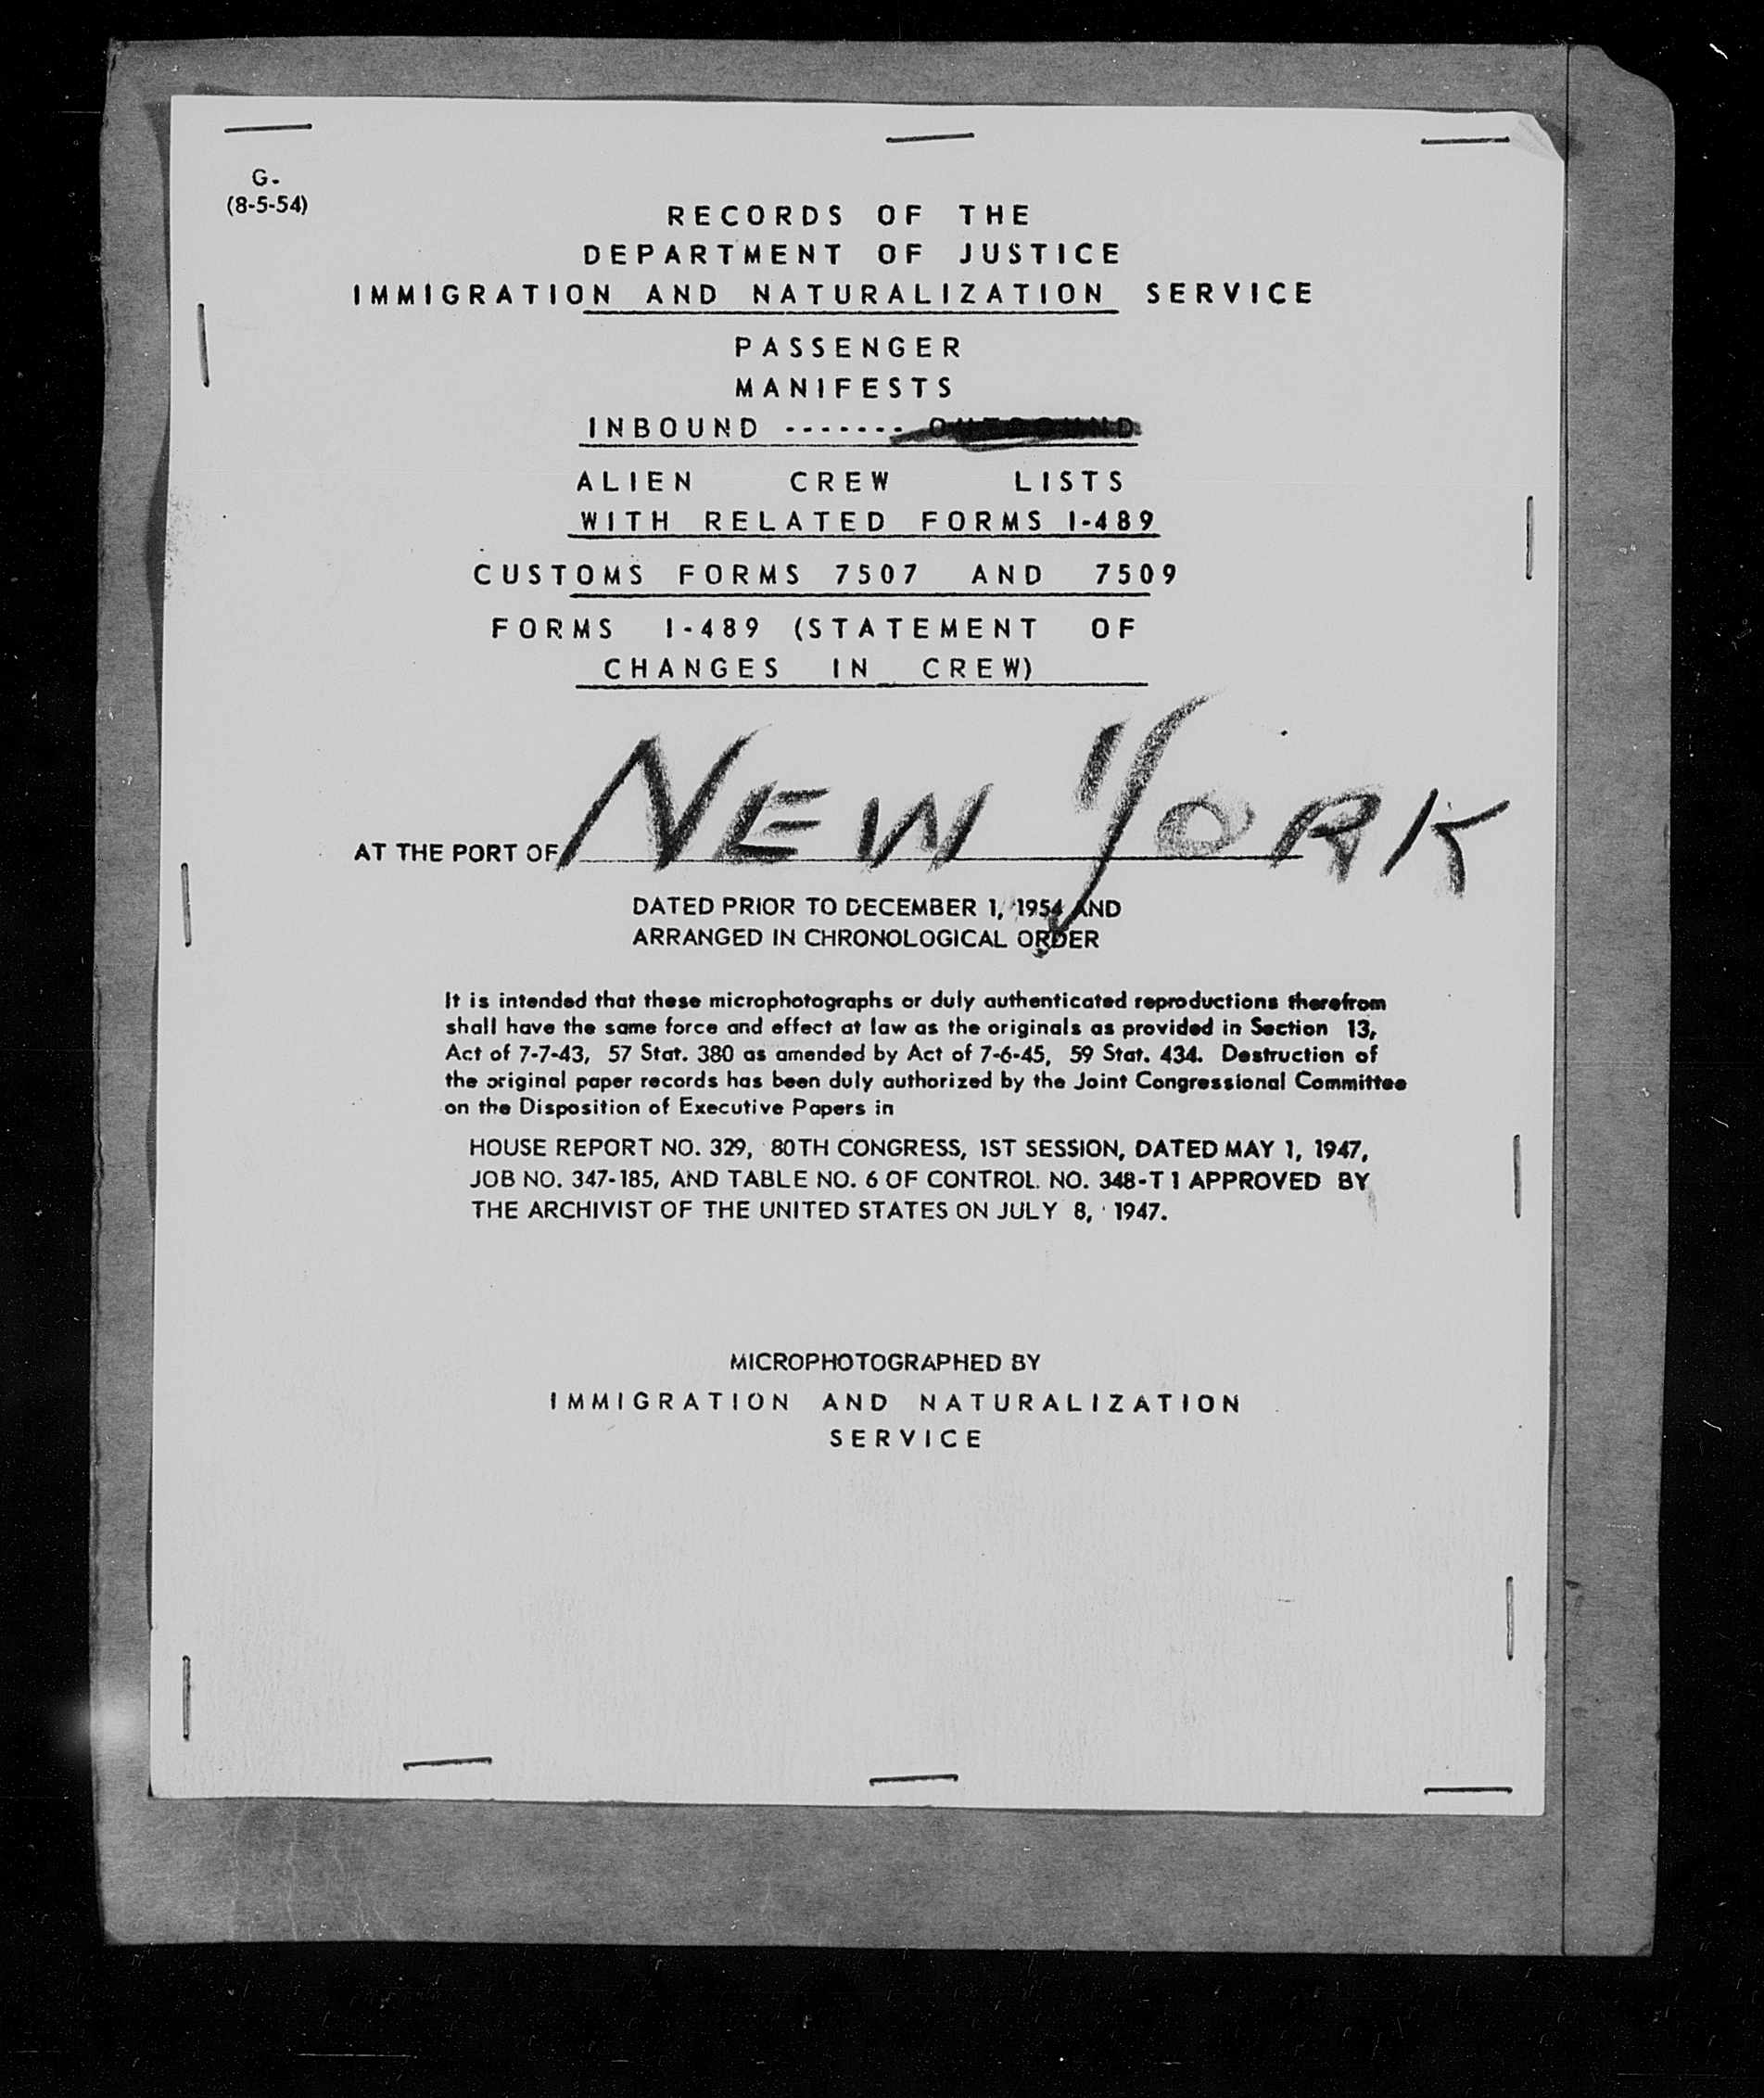 G-
(8-5-54)
RECORDS OF THE
DEPARTMENT OF JUSTICE
IMMIGRATION AND NATURALIZATION SERVICE
PASSENGER
MANIFESTS
INBOUND ------- OUTBOUND
ALIEN CREW LISTS
WITH RELATED FORMS I-489
CUSTOMS FORMS 7507 AND 7509
FORMS I-489 (STATEMENT OF
CHANGES IN CREW)
AT THE PORT OF NEW YORK
DATED PRIOR TO DECEMBER 1, 1954 AND
ARRANGED IN CHRONOLOGICAL ORDER
It is intended that these microphotographs or duly authenticated reproductions therefrom
shall have the same force and effect at law as the originals as provided in Section 13,
Act of 7-7-43, 57 Stat. 380 as amended by Act of 7-6-45, 59 Stat. 434. Destruction of
the original paper records has been duly authorized by the Joint Congressional Committee
on the Disposition of Executive Papers in
HOUSE REPORT NO. 329, 80TH CONGRESS, 1ST SESSION, DATED MAY 1, 1947,
JOB NO. 347-185, AND TABLE NO. 6 OF CONTROL NO. 348-T1 APPROVED BY
THE ARCHIVIST OF THE UNITED STATES ON JULY 8, 1947.
MICROPHOTOGRAPHED BY
IMMIGRATION AND NATURALIZATION
SERVICE